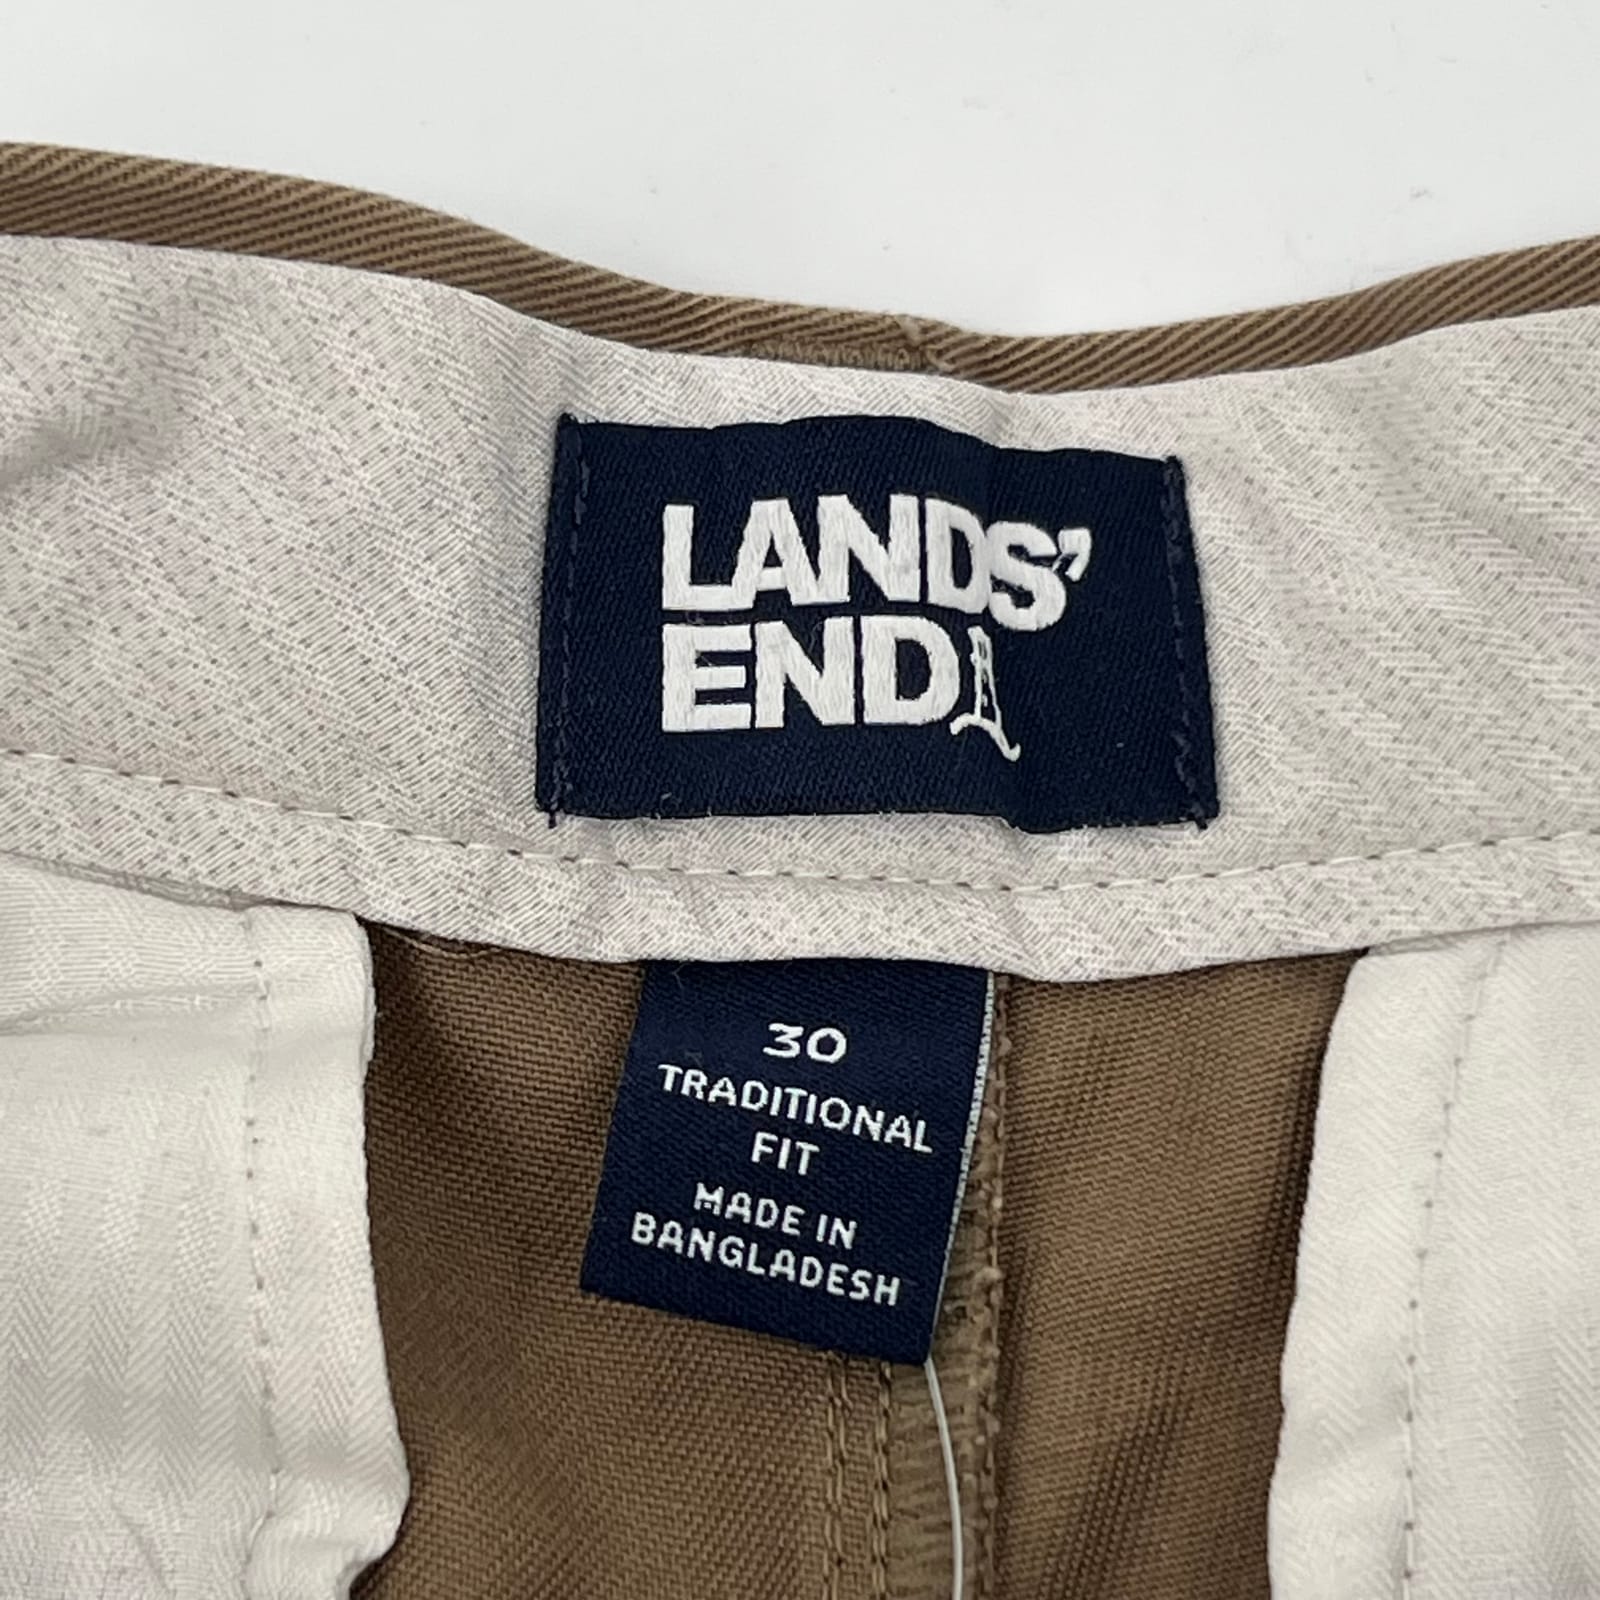 LANDS'
END
30
TRADITIONAL
FIT
MADE IN
BANGLADESH